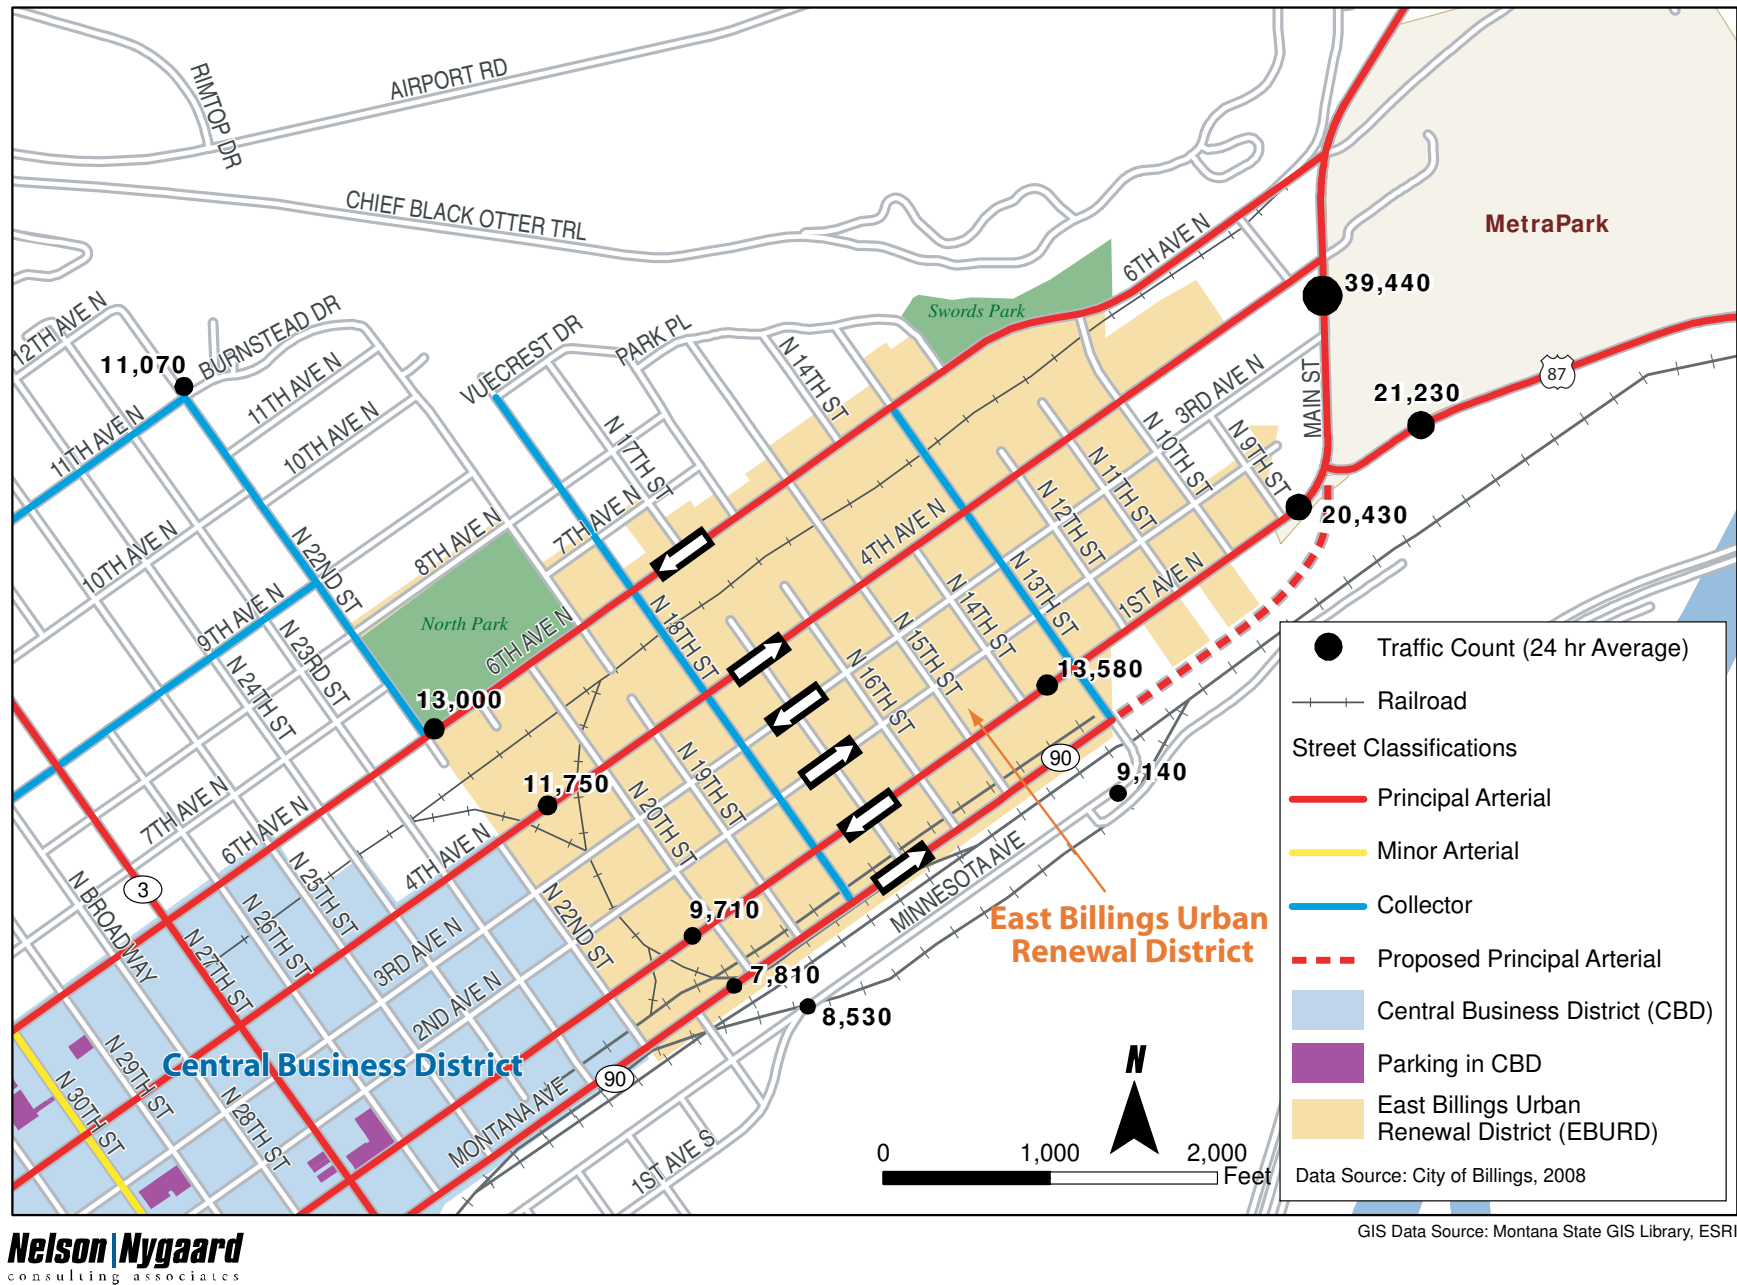 RIMTOP DR
AIRPORT RD
CHIEF BLACK OTTER TRL
6TH AVE N
MetraPark
39,440
Swords Park
12TH AVE N
BURNSTEAD DR
11,070
VUECREST DR
PARK PL
N 14TH ST
11TH AVE N
10TH AVE N
11TH AVE N
3RD AVE N
MAIN ST
87
21,230
N 17TH ST
N 10TH ST
N 9TH ST
N 11TH ST
N 12TH ST
20,430
10TH AVE N
8TH AVE N
7TH AVE N
4TH AVE N
N 22ND ST
9TH AVE N
North Park
6TH AVE N
N 18TH ST
N 13TH ST
1ST AVE N
N 14TH ST
N 15TH ST
N 16TH ST
13,580
N 23RD ST
N 24TH ST
13,000
11,750
N 19TH ST
N 20TH ST
90
9,140
7TH AVE N
6TH AVE N
4TH AVE N
3
N BROADWAY
N 25TH ST
N 26TH ST
N 27TH ST
3RD AVE N
2ND AVE N
N 22ND ST
9,710
7,810
8,530
MINNESOTA AVE
East Billings Urban
Renewal District
Central Business District
N 29TH ST
N 30TH ST
N 28TH ST
MONTANA AVE
90
1ST AVE S
N
0
1,000
2,000
Feet
Traffic Count (24 hr Average)
Railroad
Street Classifications
Principal Arterial
Minor Arterial
Collector
Proposed Principal Arterial
Central Business District (CBD)
Parking in CBD
East Billings Urban
Renewal District (EBURD)
Data Source: City of Billings, 2008
GIS Data Source: Montana State GIS Library, ESRI
Nelson|Nygaard
consulting associates